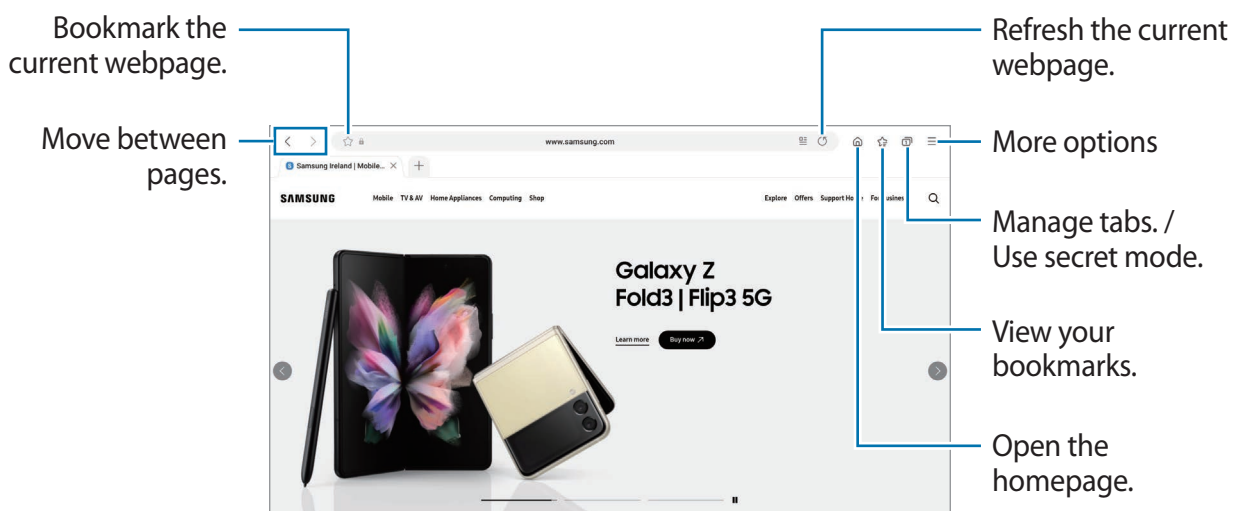 Bookmark the
current webpage.
Refresh the current
webpage.
Move between
pages.
www.samsung.com
More options
Samsung Ireland | Mobile...
SAMSUNG Mobile TV & AV Home Appliances Computing Shop Explore Offers Support
Manage tabs. /
Use secret mode.
Galaxy Z
Fold3 | Flip3 5G
Learn more Buy now
View your
bookmarks.
Open the
homepage.